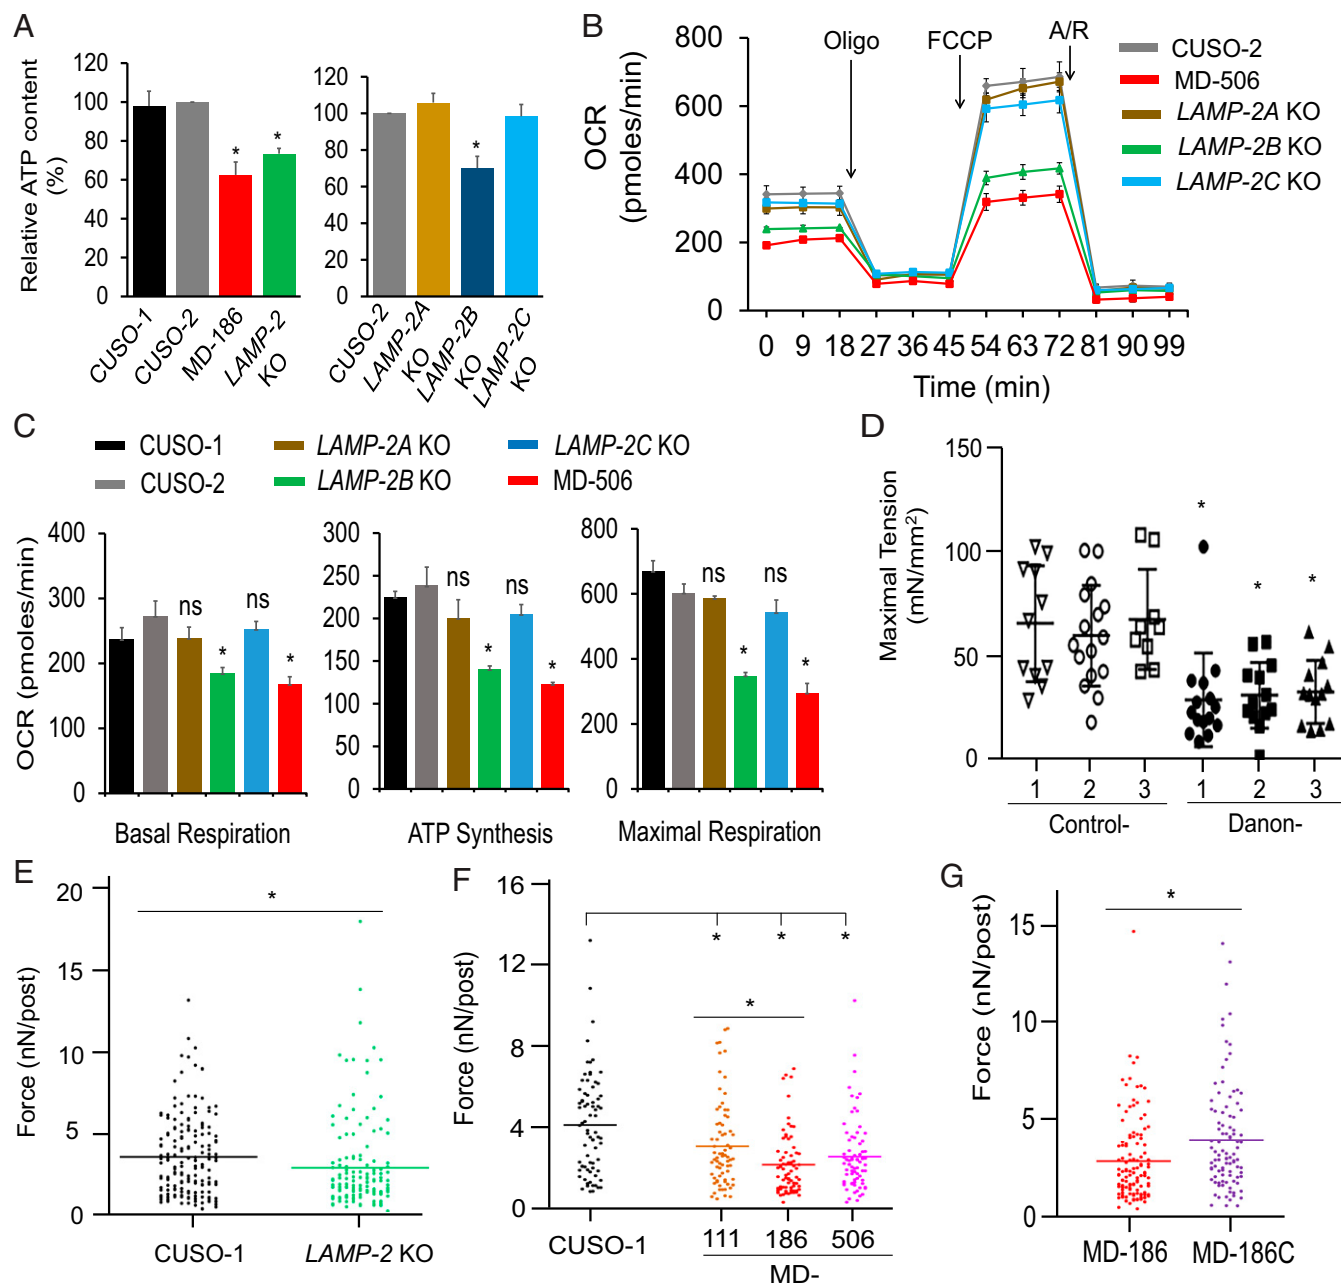 A
Relative ATP content
(%)
120
100
80
60
40
20
0
*
*
CUSO-1
CUSO-2
MD-186
LAMP-2
KO
120
100
80
60
40
20
0
*
CUSO-2
LAMP-2A
KO
LAMP-2B
KO
LAMP-2C
KO
B
OCR
(pmoles/min)
800
600
400
200
0
Oligo
FCCP
A/R
CUSO-2
MD-506
LAMP-2A KO
LAMP-2B KO
LAMP-2C KO
0 9 18 27 36 45 54 63 72 81 90 99
Time (min)
C
CUSO-1
LAMP-2A KO
LAMP-2C KO
CUSO-2
LAMP-2B KO
MD-506
OCR (pmoles/min)
400
300
200
100
0
ns
*
ns
*
Basal Respiration
300
250
200
150
100
50
0
ns
*
ns
*
ATP Synthesis
800
600
400
200
0
ns
*
ns
*
Maximal Respiration
D
Maximal Tension
(mN/mm2)
150
100
50
0
*
*
*
1 2 3 1 2 3
Control- Danon-
E
Force (nN/post)
20
15
10
5
0
*
CUSO-1 LAMP-2 KO
F
Force (nN/post)
16
12
8
4
0
* * *
*
CUSO-1 111 186 506
MD-
G
Force (nN/post)
15
10
5
0
*
MD-186 MD-186C